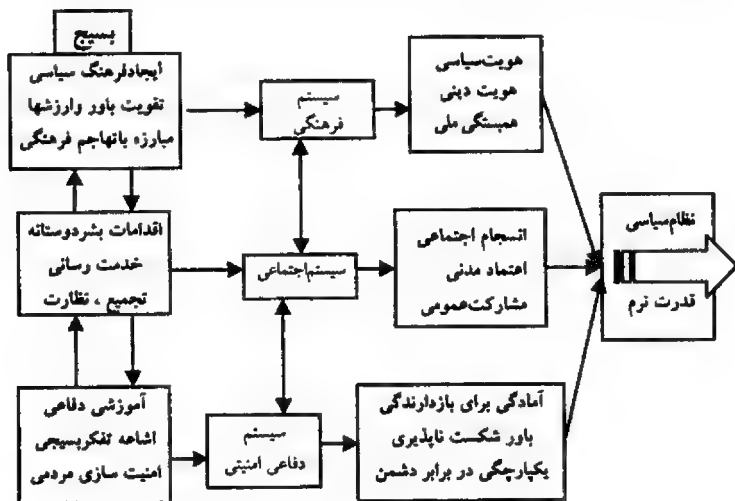 بسیج
ایجادفرهنگ سیاسی
تقویت باور وارزشها
مبارزه باتهاجم فرهنگی
سیستم
فرهنگی
هویت‌سیاسی
هویت دینی
همبستگی ملی
اقدامات بشردوستانه
خدمت رسانی
تجمیع ، نظارت
سیستم‌اجتماعی
انسجام اجتماعی
اعتماد مدنی
مشارکت‌عمومی
نظام‌سیاسی
قدرت نرم
آموزشی دفاعی
اشاعه تفکربسیجی
امنیت سازی مردمی
سیستم
دفاعی امنیتی
آمادگی برای بازدارندگی
باور شکست ناپذیری
یکپارچگی در برابر دشمن